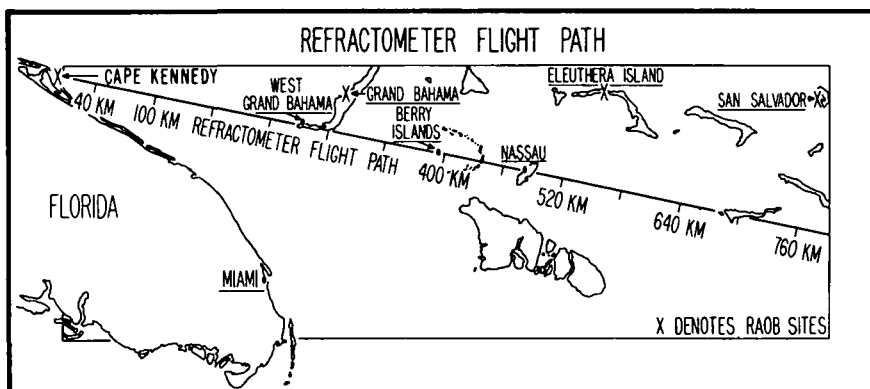 REFRACTOMETER FLIGHT PATH
CAPE KENNEDY
WEST
GRAND BAHAMA
GRAND BAHAMA
ELEUTHERA ISLAND
SAN SALVADOR
40 KM
100 KM
REFRACTOMETER FLIGHT PATH
BERRY
ISLANDS
400 KM
NASSAU
520 KM
640 KM
760 KM
FLORIDA
MIAMI
X DENOTES RAOB SITES